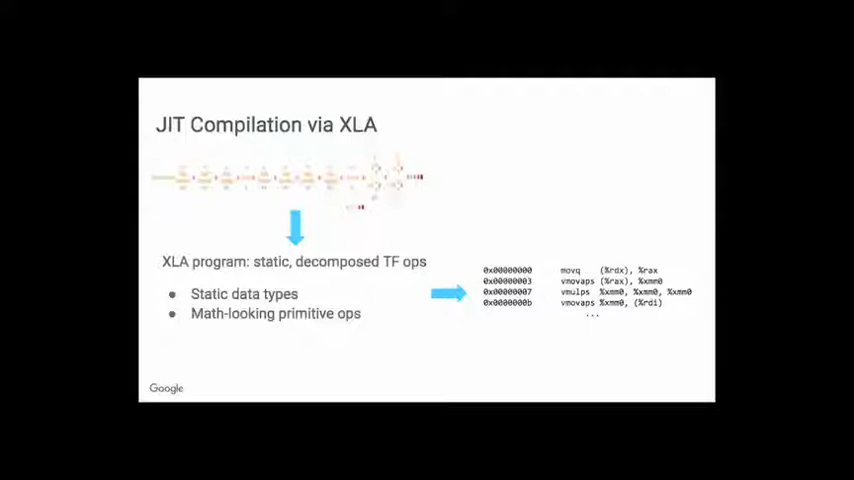 JIT Compilation via XLA
XLA program: static, decomposed TF ops
● Static data types
● Math-looking primitive ops
0x00000000 movq (%rdx), %rax
0x00000003 vmovaps (%rax), %xmm0
0x00000007 vmulps %xmm0, %xmm0, %xmm0
0x0000000b vmovaps %xmm0, (%rdi)
...
Google